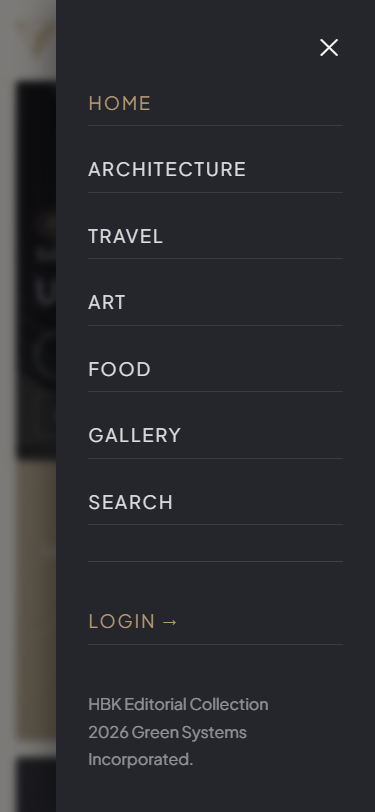 HOME
ARCHITECTURE
TRAVEL
ART
FOOD
GALLERY
SEARCH
LOGIN →
HBK Editorial Collection
2026 Green Systems
Incorporated.